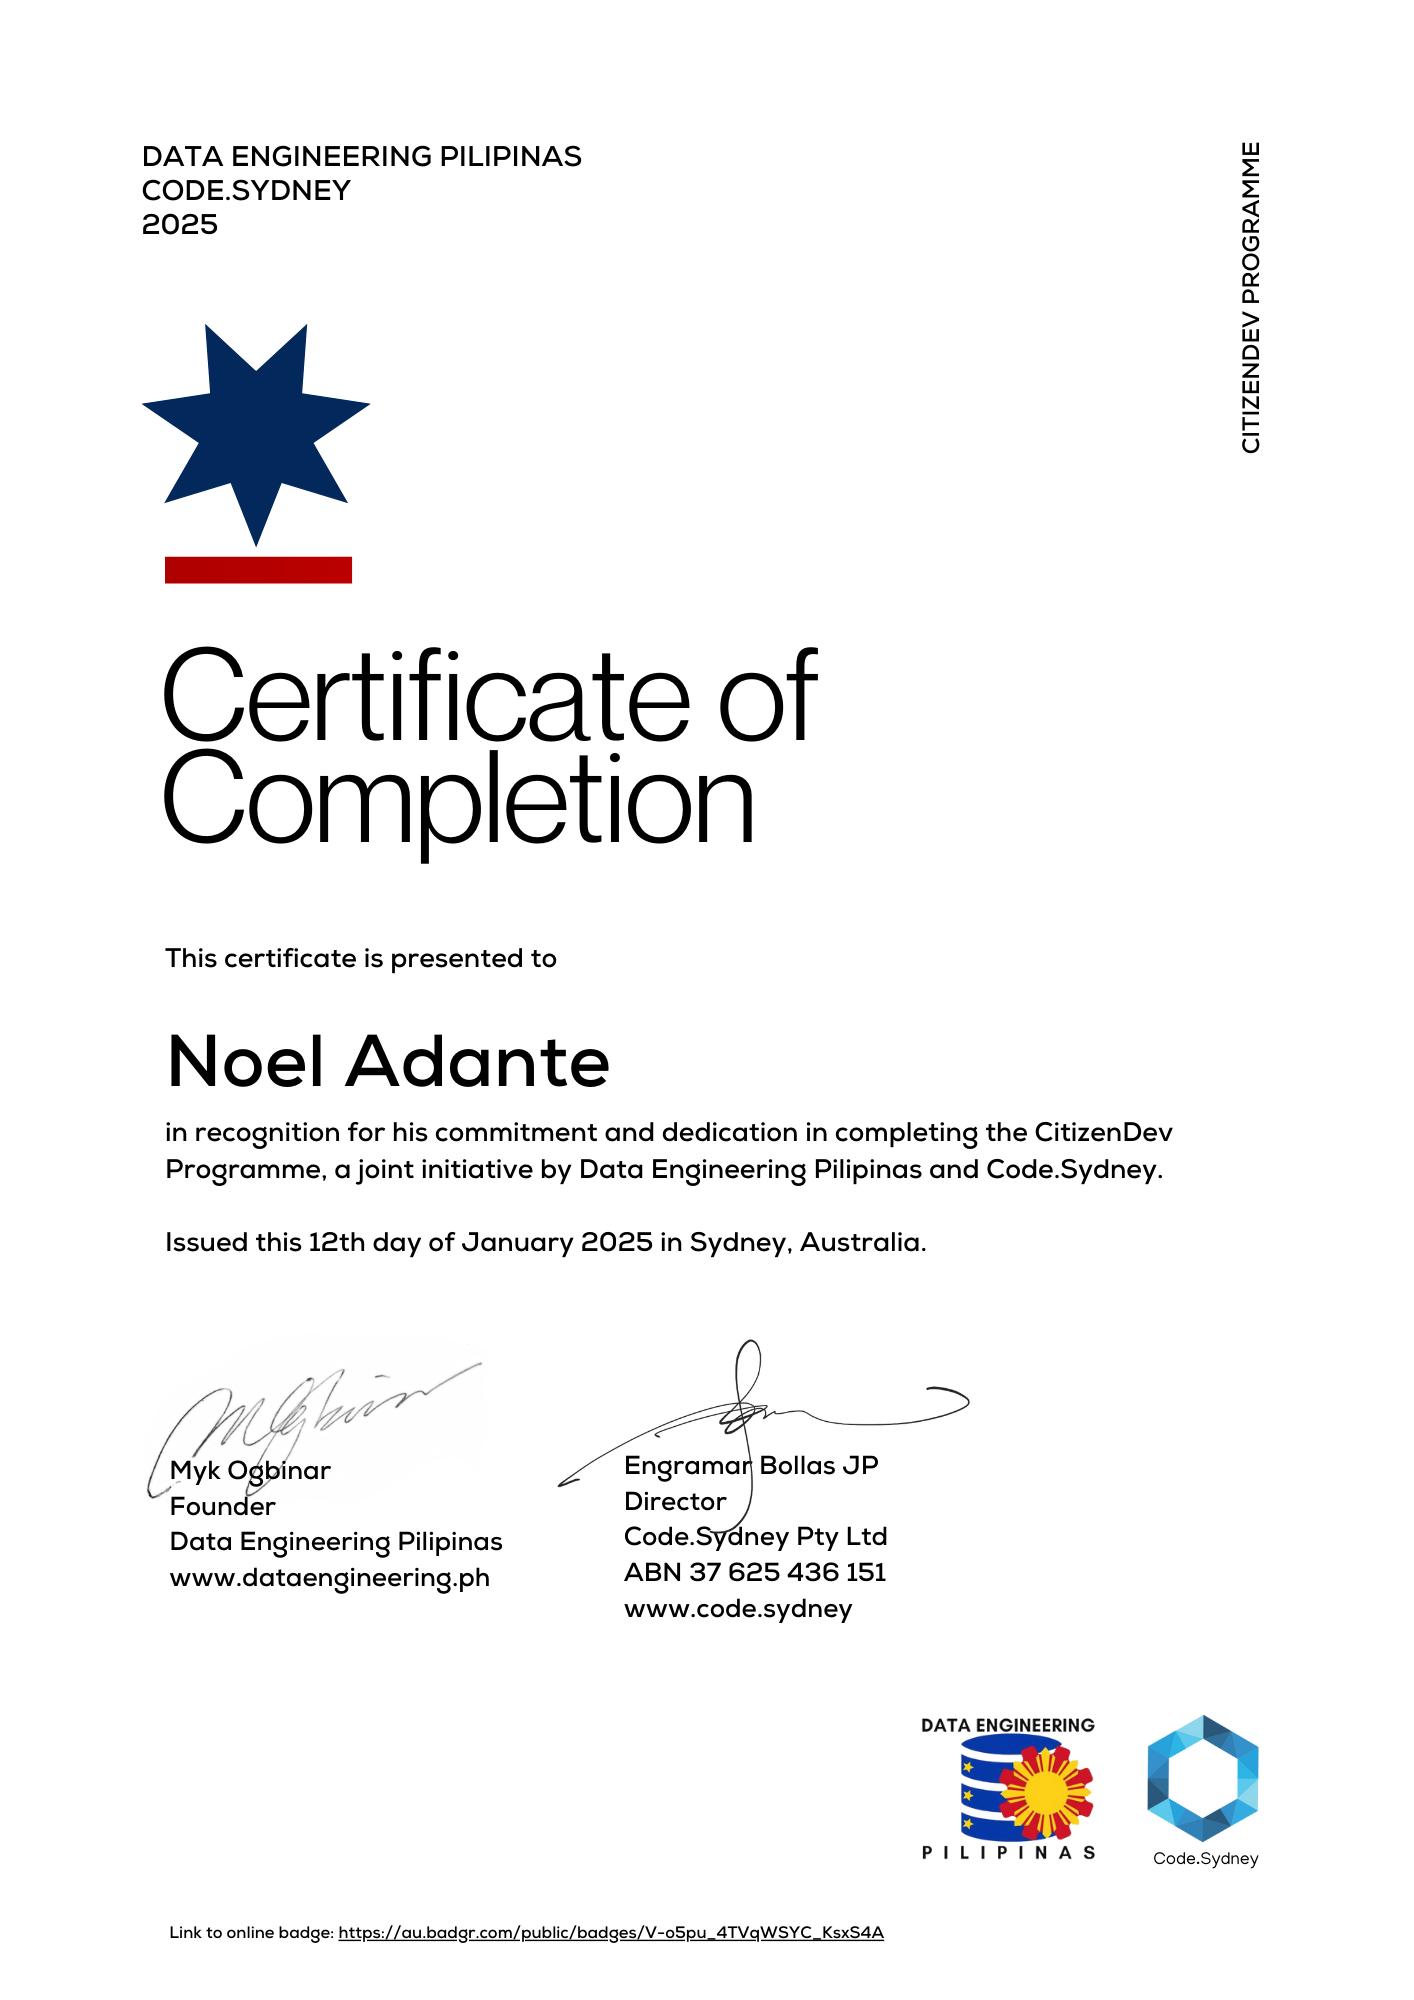 DATA ENGINEERING PILIPINAS
CODE.SYDNEY
2025
CITIZENDEV PROGRAMME
Certificate of
Completion
This certificate is presented to
Noel Adante
in recognition for his commitment and dedication in completing the CitizenDev
Programme, a joint initiative by Data Engineering Pilipinas and Code.Sydney.
Issued this 12th day of January 2025 in Sydney, Australia.
Myk Ogbinar
Founder
Data Engineering Pilipinas
www.dataengineering.ph
Engramar Bollas JP
Director
Code.Sydney Pty Ltd
ABN 37 625 436 151
www.code.sydney
DATA ENGINEERING
PILIPINAS
Code.Sydney
Link to online badge: https://au.badgr.com/public/badges/V-o5pu_4TVqWSYC_KsxS4A